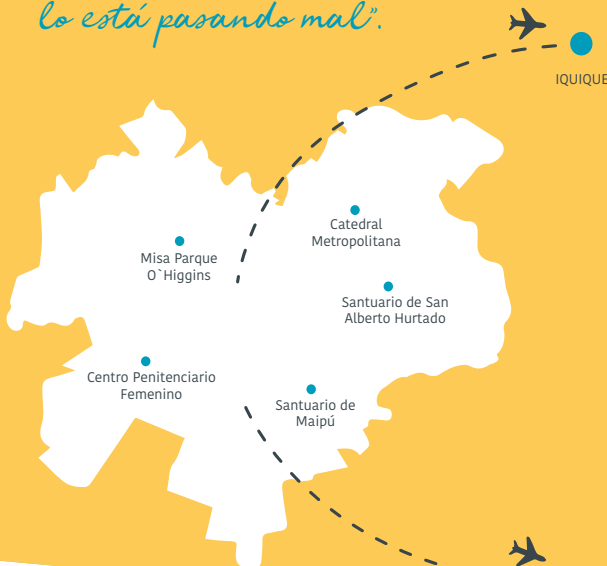 lo está pasando mal”.
IQUIQUE
Catedral
Metropolitana
Misa Parque
O`Higgins
Santuario de San
Alberto Hurtado
Centro Penitenciario
Femenino
Santuario de
Maipú